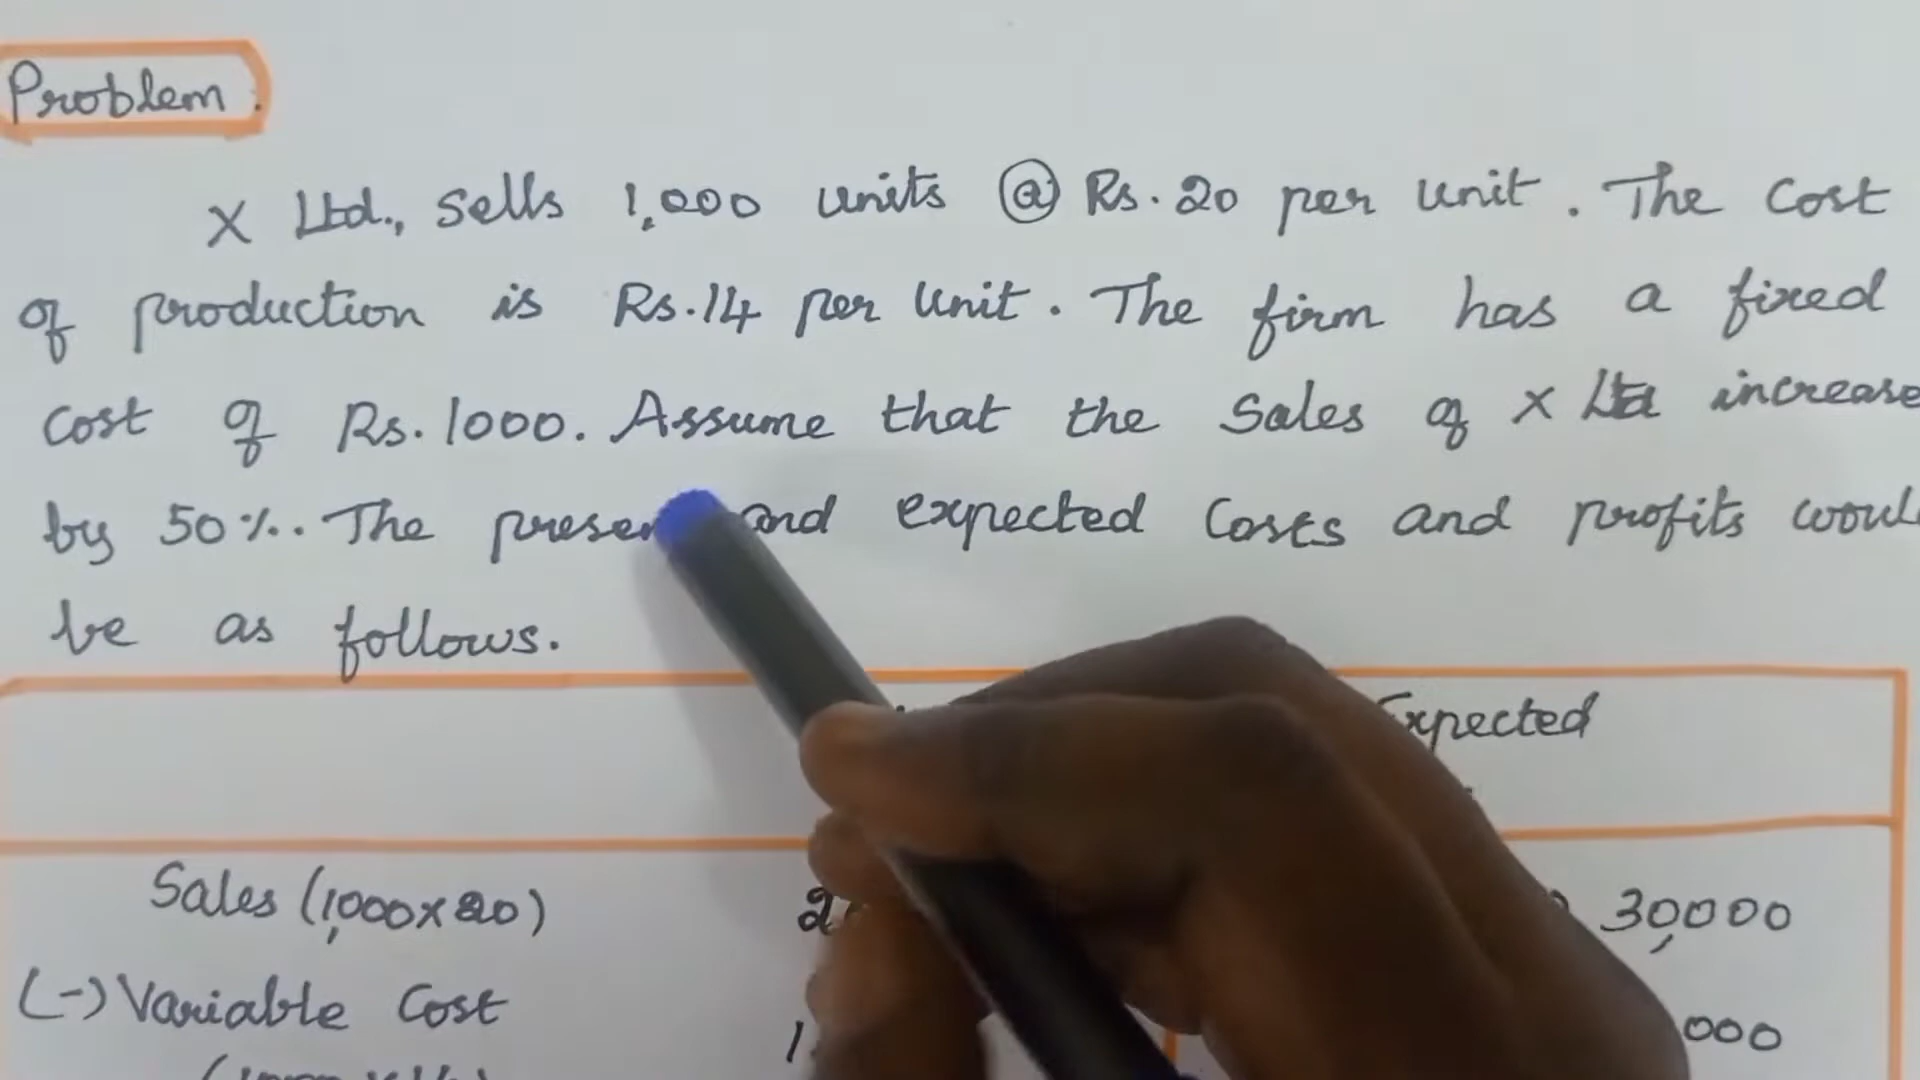 Problem.
X Ltd., sells 1,000 units @ Rs. 20 per unit. The cost
of production is Rs.14 per unit. The firm has a fixed
cost of Rs. 1000. Assume that the sales of X Ltd increase
by 50%. The presen and expected costs and profits woul
be as follows.
Expected
Sales (1,000x20) 30,000
(-) Variable cost 000